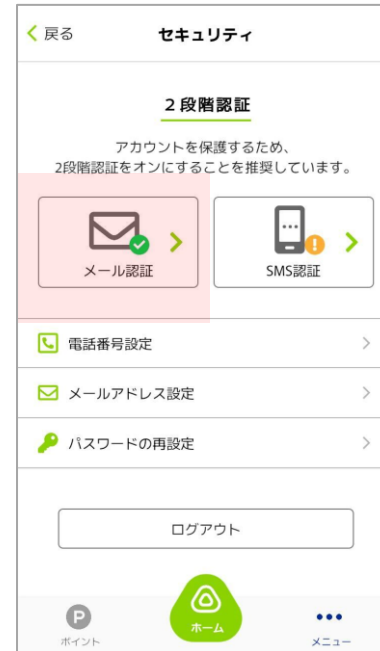 戻る
セキュリティ
2段階認証
アカウントを保護するため、
2段階認証をオンにすることを推奨しています。
メール認証
SMS認証
電話番号設定
メールアドレス設定
パスワードの再設定
ログアウト
P
ポイント
ホーム
メニュー